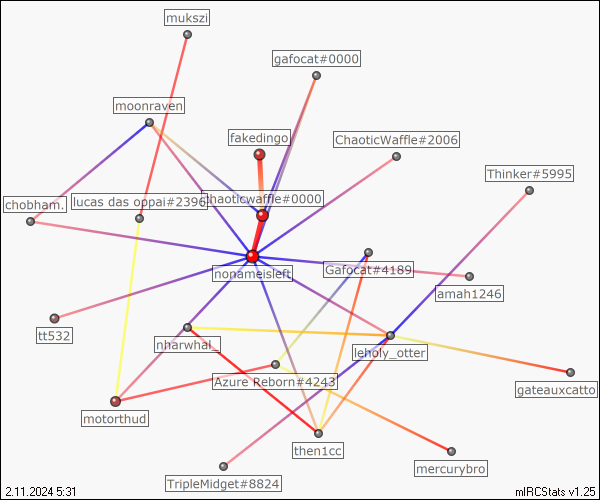 mukszi
gafocat#0000
moonraven
fakedingo
ChaoticWaffle#2006
Thinker#5995
chobham.
lucas das oppai#2396
chaoticwaffle#0000
nonameisleft
Gafocat#4189
amah1246
tt532
nharwhal_
leholy_otter
Azure Reborn#4243
gateauxcatto
motorthud
then1cc
mercurybro
TripleMidget#8824
2.11.2024 5:31
mIRCStats v1.25